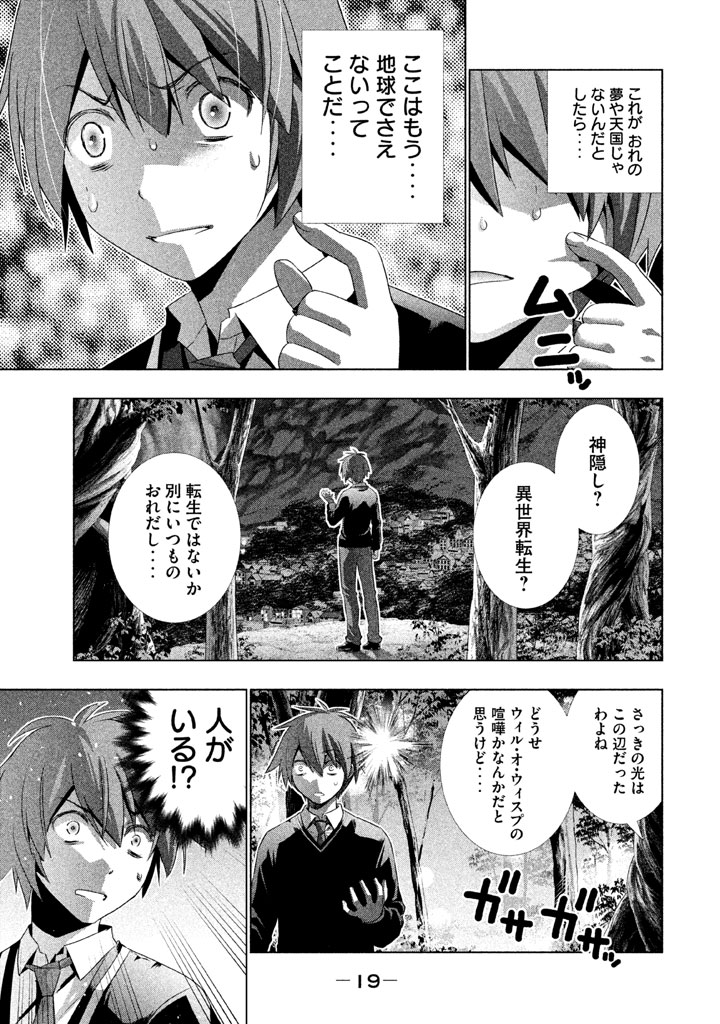 これが おれの
夢や天国じゃ
ないんだと
したら‥‥
ムニッ
ここはもう‥‥
地球でさえ
ないって
ことだ‥‥
神隠し?
異世界転生?
転生ではないか
別にいつもの
おれだし‥‥
さっきの光は
この辺だった
わよね
どうせ
ウィル・オ・ウィスプの
喧嘩かなんかだと
思うけど‥‥
ガサガサッ
人が
いる!?
—19—